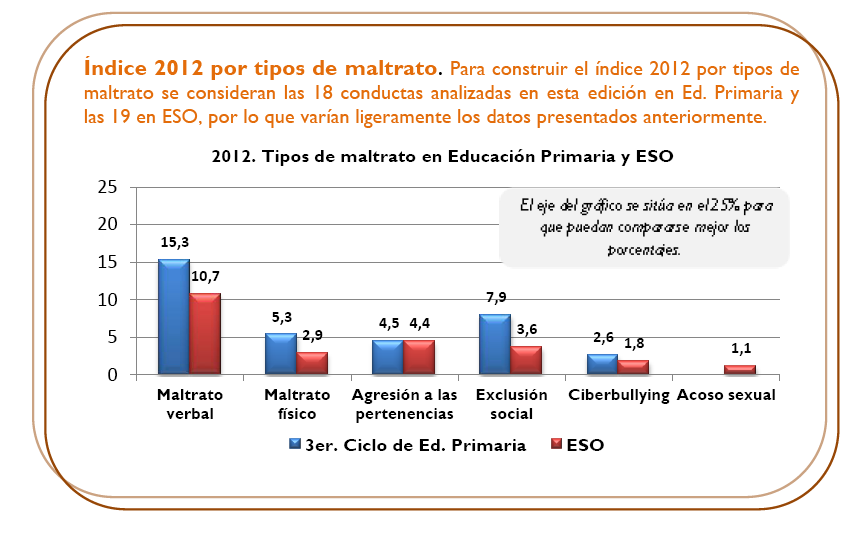 Índice 2012 por tipos de maltrato. Para construir el índice 2012 por tipos de
maltrato se consideran las 18 conductas analizadas en esta edición en Ed. Primaria y
las 19 en ESO, por lo que varían ligeramente los datos presentados anteriormente.
2012. Tipos de maltrato en Educación Primaria y ESO
El eje del gráfico se sitúa en el 25% para
que puedan compararse mejor los
porcentajes.
25
20
15
10
5
0
15,3
10,7
5,3
2,9
4,5
4,4
7,9
3,6
2,6
1,8
1,1
Maltrato
verbal
Maltrato
físico
Agresión a las
pertenencias
Exclusión
social
Ciberbullying
Acoso sexual
3er. Ciclo de Ed. Primaria
ESO